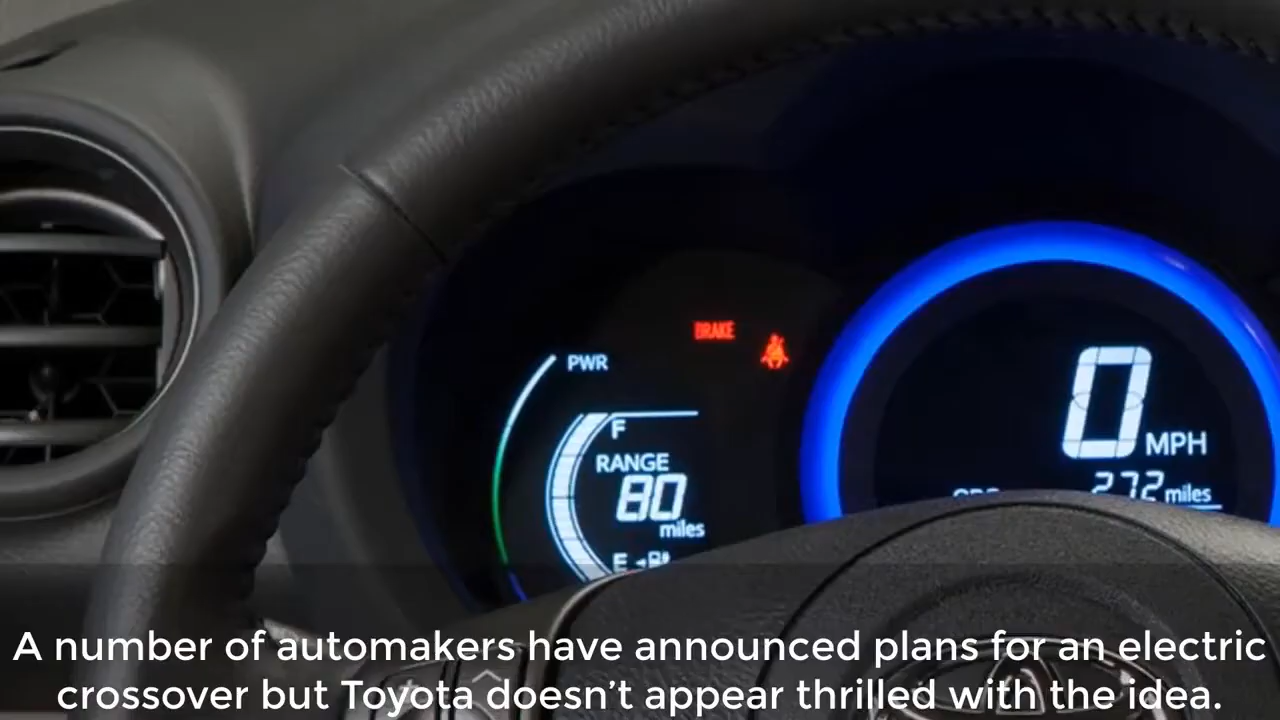 BRAKE
PWR
F
RANGE
80
miles
E
0
MPH
272 miles
A number of automakers have announced plans for an electric
crossover but Toyota doesn’t appear thrilled with the idea.